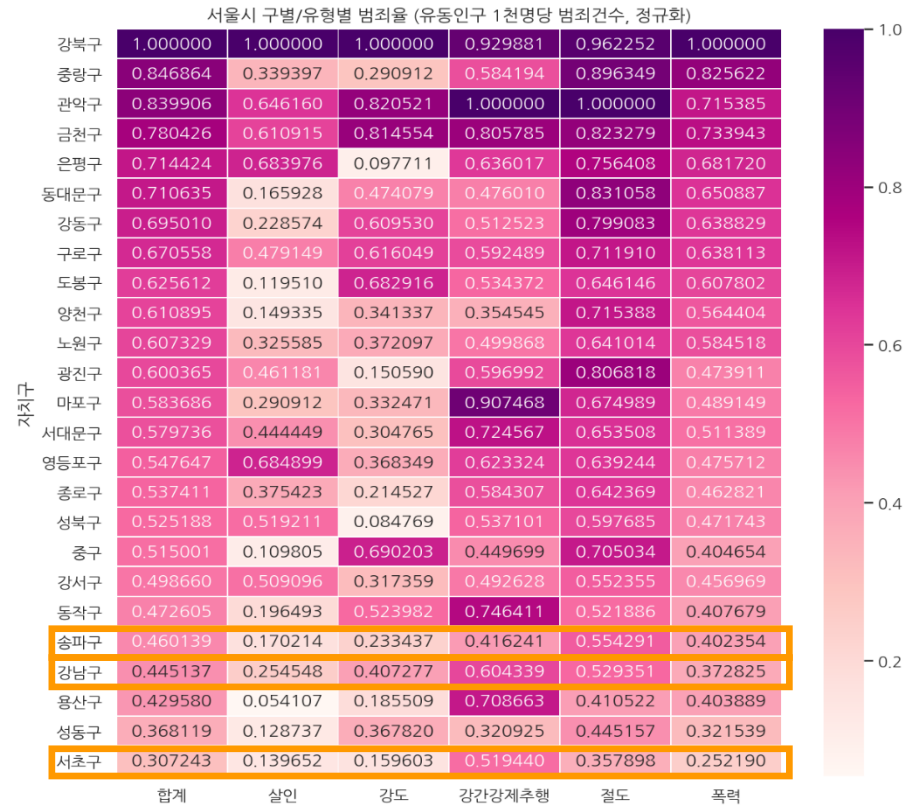 서울시 구별/유형별 범죄율 (유동인구 1천명당 범죄건수, 정규화)
강북구 1.000000 1.000000 1.000000 0.929881 0.962252 1.000000
중랑구 0.846864 0.339397 0.290912 0.584194 0.896349 0.825622
관악구 0.839906 0.646160 0.820521 1.000000 1.000000 0.715385
금천구 0.780426 0.610915 0.814554 0.805785 0.823279 0.733943
은평구 0.714424 0.683976 0.097711 0.636017 0.756408 0.681720
동대문구 0.710635 0.165928 0.474079 0.476010 0.831058 0.650887
강동구 0.695010 0.228574 0.609530 0.512523 0.799083 0.638829
구로구 0.670558 0.479149 0.616049 0.592489 0.711910 0.638113
도봉구 0.625612 0.119510 0.682916 0.534372 0.646146 0.607802
양천구 0.610895 0.149335 0.341337 0.354545 0.715388 0.564404
노원구 0.607329 0.325585 0.372097 0.499868 0.641014 0.584518
광진구 0.600365 0.461181 0.150590 0.596992 0.806818 0.473911
마포구 0.583686 0.290912 0.332471 0.907468 0.674989 0.489149
서대문구 0.579736 0.444449 0.304765 0.724567 0.653508 0.511389
영등포구 0.547647 0.684899 0.368349 0.623324 0.639244 0.475712
종로구 0.537411 0.375423 0.214527 0.584307 0.642369 0.462821
성북구 0.525188 0.519211 0.084769 0.537101 0.597685 0.471743
중구 0.515001 0.109805 0.690203 0.449699 0.705034 0.404654
강서구 0.498660 0.509096 0.317359 0.492628 0.552355 0.456969
동작구 0.472605 0.196493 0.523982 0.746411 0.521886 0.407679
송파구 0.460139 0.170214 0.233437 0.416241 0.554291 0.402354
강남구 0.445137 0.254548 0.407277 0.604339 0.529351 0.372825
용산구 0.429580 0.054107 0.185509 0.708663 0.410522 0.403889
성동구 0.368119 0.128737 0.367820 0.320925 0.445157 0.321539
서초구 0.307243 0.139652 0.159603 0.519440 0.357898 0.252190
합계 살인 강도 강간강제추행 절도 폭력
자치구
1.0
0.8
0.6
0.4
0.2